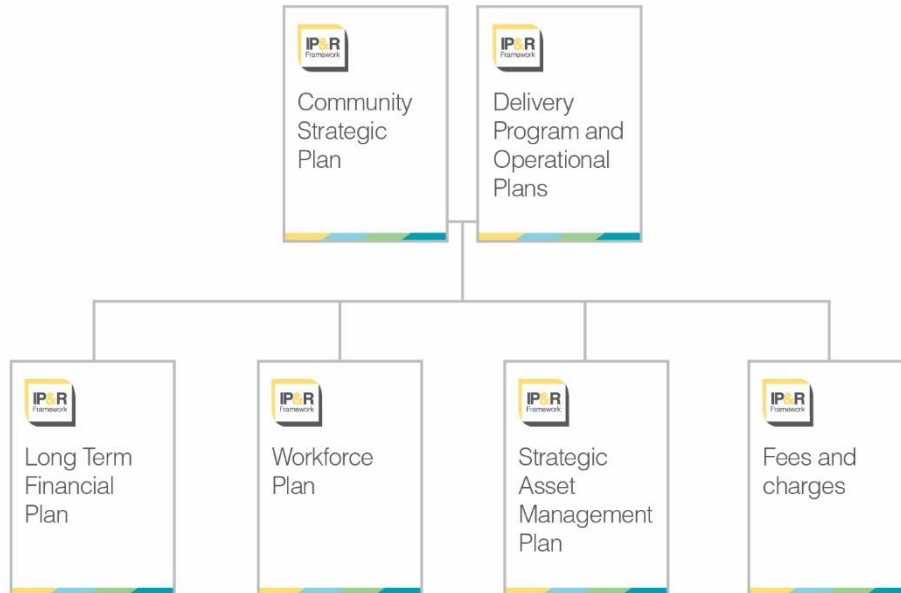 IP&R
Framework
Community
Strategic
Plan
IP&R
Framework
Delivery
Program and
Operational
Plans
IP&R
Framework
Long Term
Financial
Plan
IP&R
Framework
Workforce
Plan
IP&R
Framework
Strategic
Asset
Management
Plan
IP&R
Framework
Fees and
charges